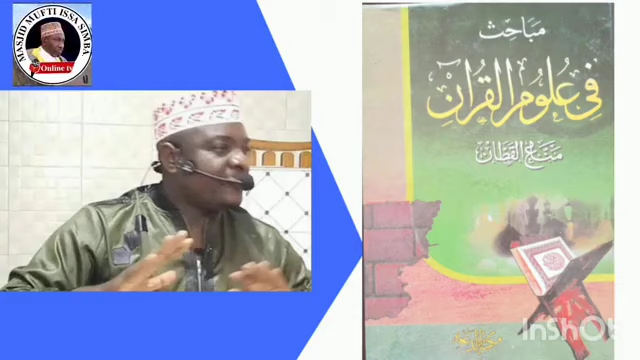 MASJID MUFTI ISSA SIMBA
Online tv
مباحث
في علوم القرآن
مناع القطان
InShOt